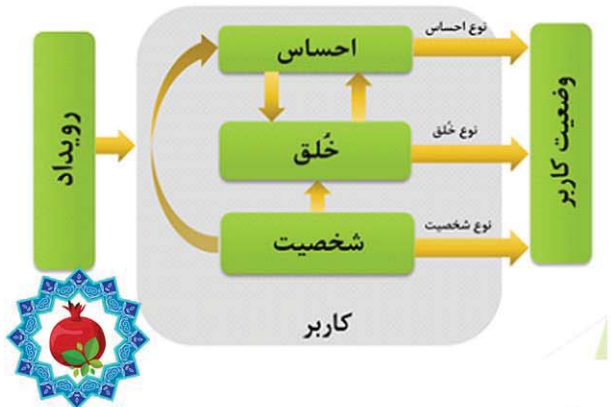 رویداد
احساس
خُلق
شخصیت
کاربر
نوع احساس
نوع خُلق
نوع شخصیت
وضعیت کاربر